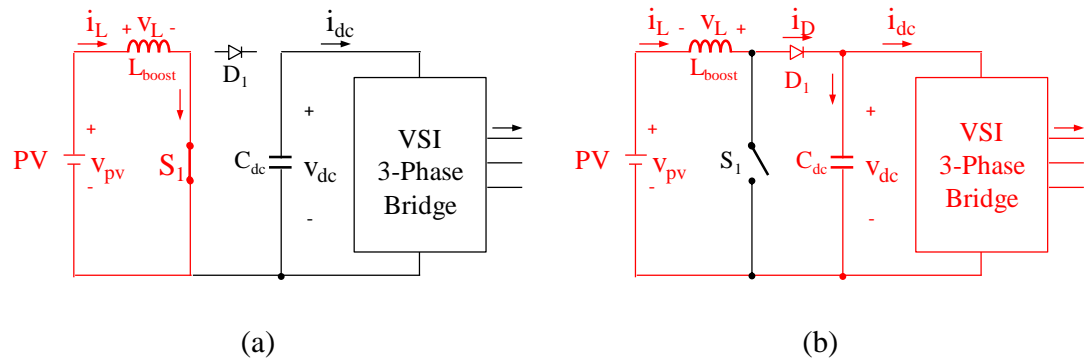 i_L + v_L - i_dc
L_boost D_1
+ +
PV v_pv S_1 C_dc v_dc VSI
3-Phase
Bridge
- -
(a)
i_L - v_L + i_D i_dc
L_boost D_1
+ +
PV v_pv S_1 C_dc v_dc VSI
3-Phase
Bridge
- -
(b)